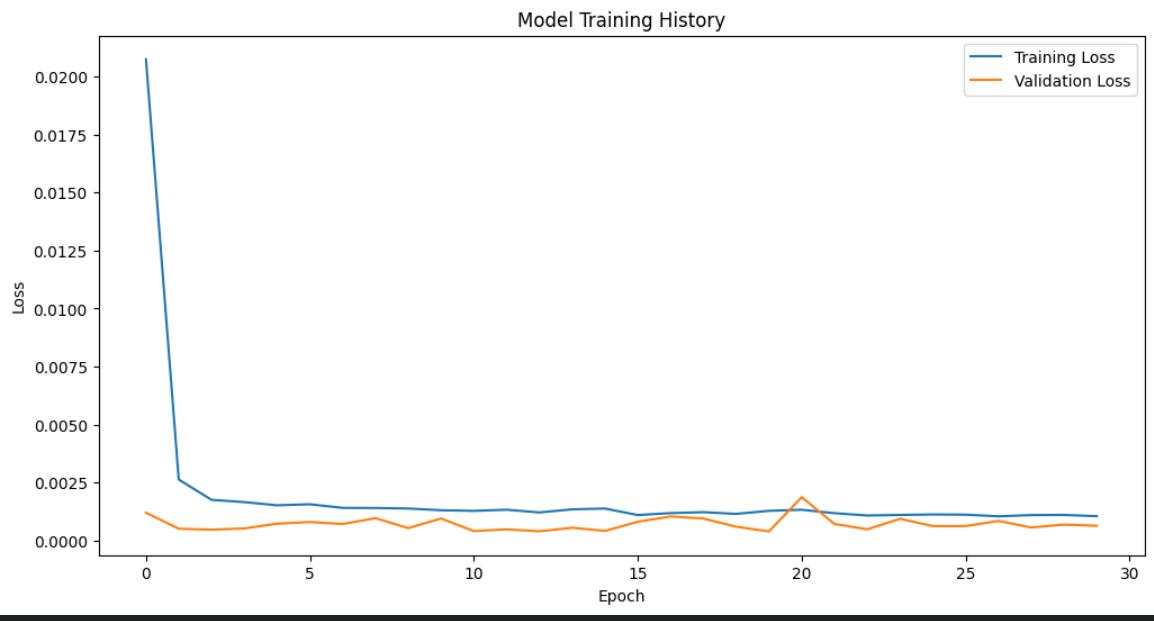 Model Training History
Training Loss
Validation Loss
0.0200
0.0175
0.0150
0.0125
0.0100
0.0075
0.0050
0.0025
0.0000
Loss
0 5 10 15 20 25 30
Epoch